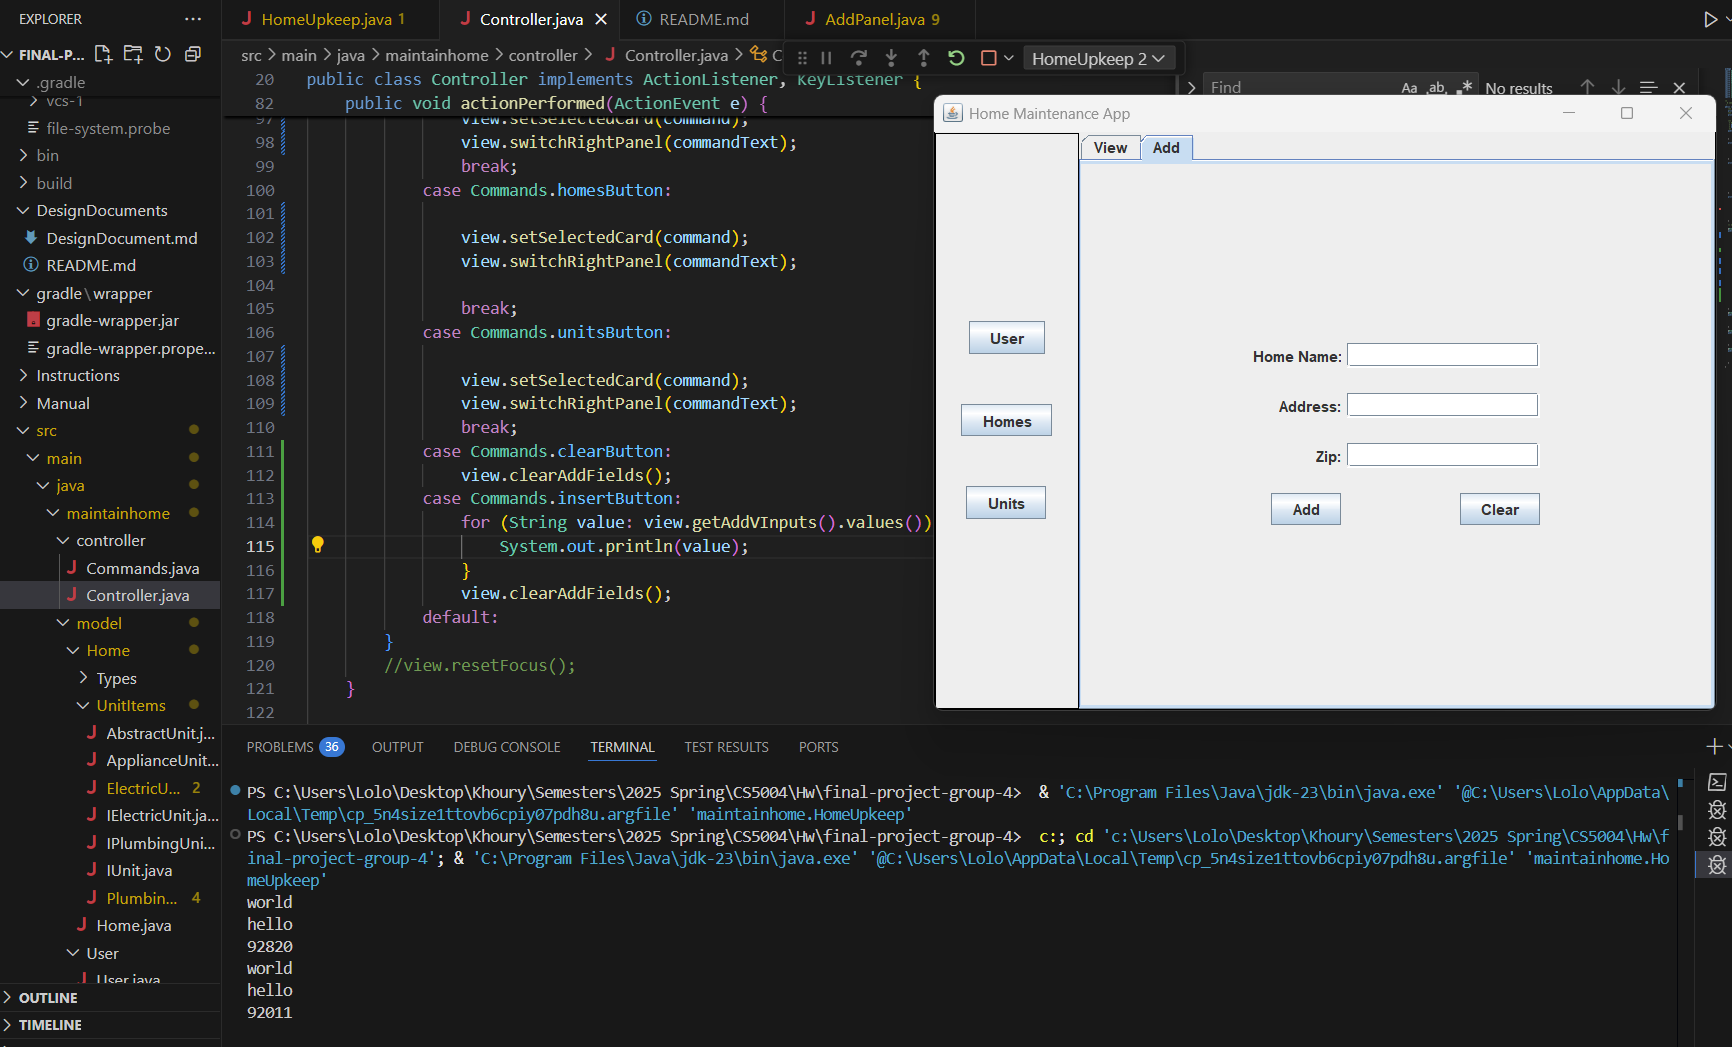 EXPLORER
FINAL-P...
.gradle
vcs-1
file-system.probe
bin
build
DesignDocuments
DesignDocument.md
README.md
gradle\wrapper
gradle-wrapper.jar
gradle-wrapper.prope...
Instructions
Manual
src
main
java
maintainhome
controller
Commands.java
Controller.java
model
Home
Types
UnitItems
AbstractUnit.j...
ApplianceUnit...
ElectricU... 2
IElectricUnit.ja...
IPlumbingUni...
IUnit.java
Plumbin... 4
Home.java
User
User.java
OUTLINE
TIMELINE
HomeUpkeep.java 1
Controller.java
README.md
AddPanel.java 9
src > main > java > maintainhome > controller > Controller.java > C
HomeUpkeep 2
Find
Aa ab .*
No results
20 public class Controller implements ActionListener, KeyListener {
82 public void actionPerformed(ActionEvent e) {
97 view.setSelectedCard(command);
98 view.switchRightPanel(commandText);
99 break;
100 case Commands.homesButton:
101
102 view.setSelectedCard(command);
103 view.switchRightPanel(commandText);
104
105 break;
106 case Commands.unitsButton:
107
108 view.setSelectedCard(command);
109 view.switchRightPanel(commandText);
110 break;
111 case Commands.clearButton:
112 view.clearAddFields();
113 case Commands.insertButton:
114 for (String value: view.getAddVInputs().values())
115 System.out.println(value);
116 }
117 view.clearAddFields();
118 default:
119 }
120 //view.resetFocus();
121 }
122
Home Maintenance App
View
Add
User
Homes
Units
Home Name:
Address:
Zip:
Add
Clear
PROBLEMS 36
OUTPUT
DEBUG CONSOLE
TERMINAL
TEST RESULTS
PORTS
PS C:\Users\Lolo\Desktop\Khoury\Semesters\2025 Spring\CS5004\Hw\final-project-group-4> & 'C:\Program Files\Java\jdk-23\bin\java.exe' '@C:\Users\Lolo\AppData\
Local\Temp\cp_5n4size1ttovb6cpiy07pdh8u.argfile' 'maintainhome.HomeUpkeep'
PS C:\Users\Lolo\Desktop\Khoury\Semesters\2025 Spring\CS5004\Hw\final-project-group-4> c:; cd 'c:\Users\Lolo\Desktop\Khoury\Semesters\2025 Spring\CS5004\Hw\f
inal-project-group-4'; & 'C:\Program Files\Java\jdk-23\bin\java.exe' '@C:\Users\Lolo\AppData\Local\Temp\cp_5n4size1ttovb6cpiy07pdh8u.argfile' 'maintainhome.Ho
meUpkeep'
world
hello
92820
world
hello
92011